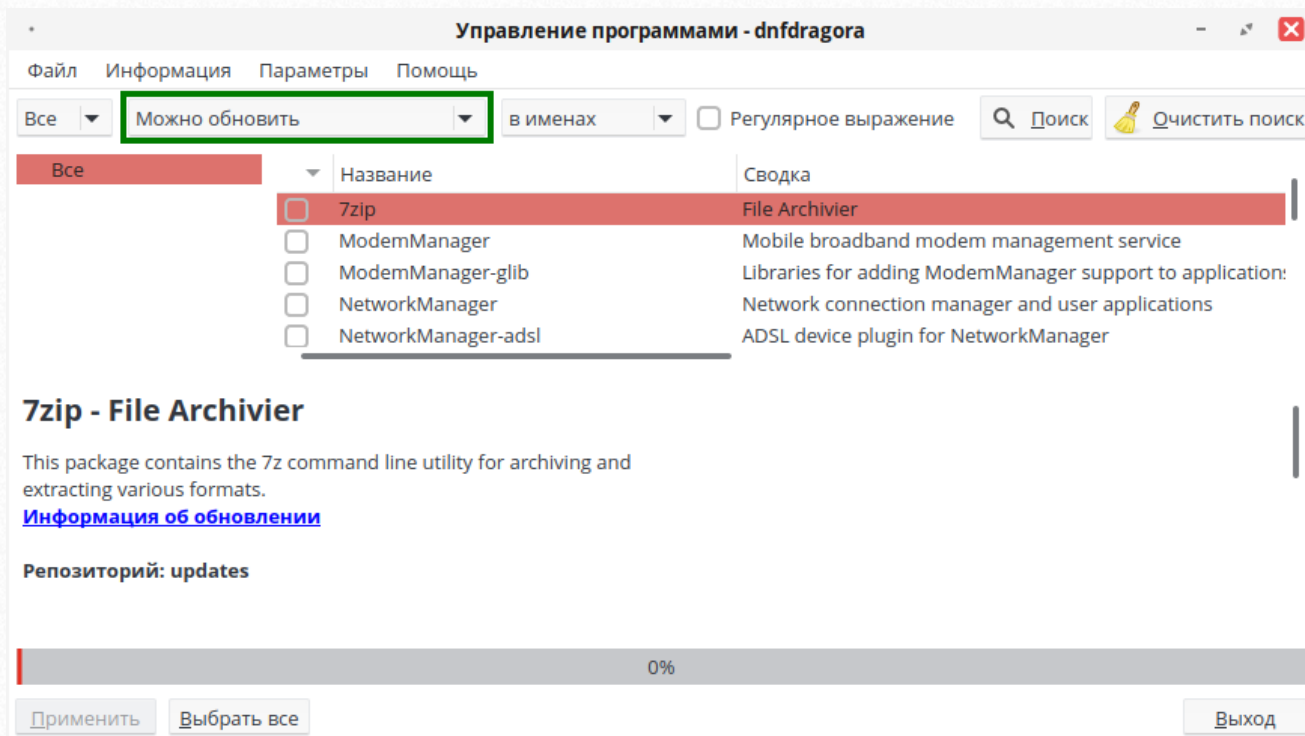 Управление программами - dnfdragora
Файл Информация Параметры Помощь
Все Можно обновить в именах Регулярное выражение Поиск Очистить поиск
Все Название Сводка
7zip File Archivier
ModemManager Mobile broadband modem management service
ModemManager-glib Libraries for adding ModemManager support to applications
NetworkManager Network connection manager and user applications
NetworkManager-adsl ADSL device plugin for NetworkManager
7zip - File Archivier
This package contains the 7z command line utility for archiving and
extracting various formats.
Информация об обновлении
Репозиторий: updates
0%
Применить Выбрать все Выход